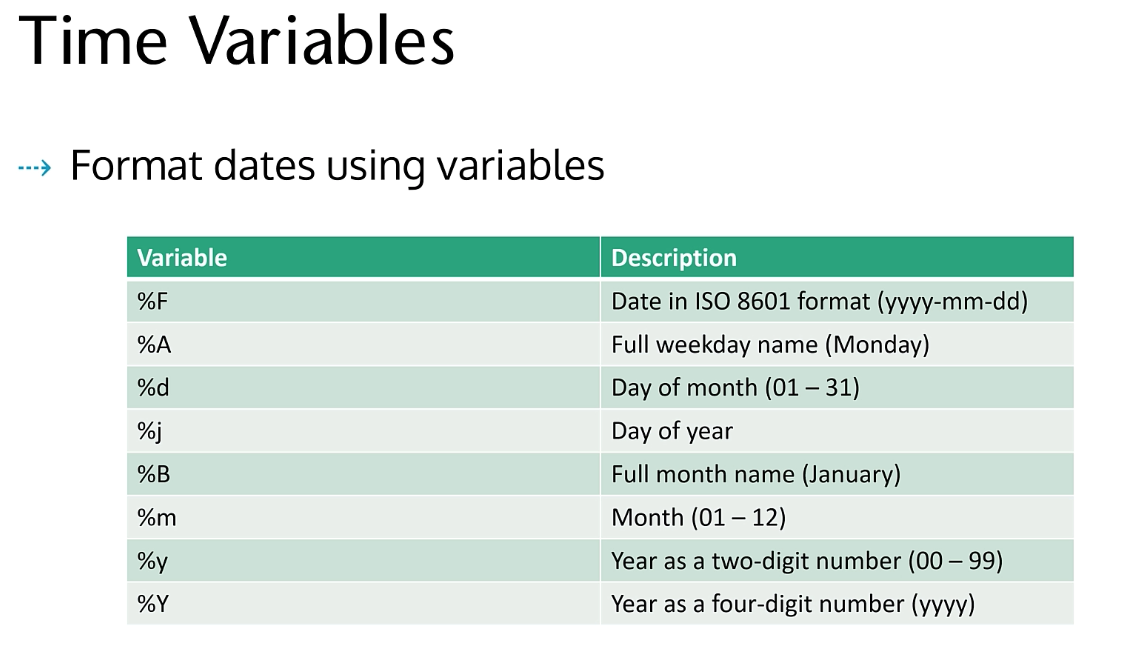 Time Variables
Format dates using variables
Variable Description
%F Date in ISO 8601 format (yyyy-mm-dd)
%A Full weekday name (Monday)
%d Day of month (01 – 31)
%j Day of year
%B Full month name (January)
%m Month (01 – 12)
%y Year as a two-digit number (00 – 99)
%Y Year as a four-digit number (yyyy)